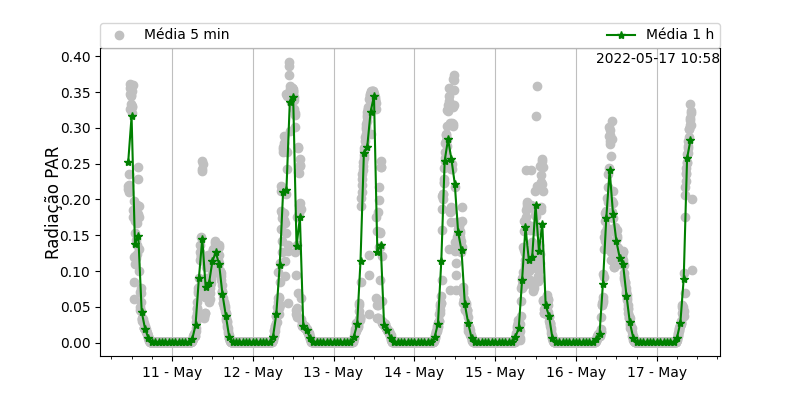 Média 5 min
Média 1 h
2022-05-17 10:58
Radiação PAR
0.40
0.35
0.30
0.25
0.20
0.15
0.10
0.05
0.00
11 - May
12 - May
13 - May
14 - May
15 - May
16 - May
17 - May